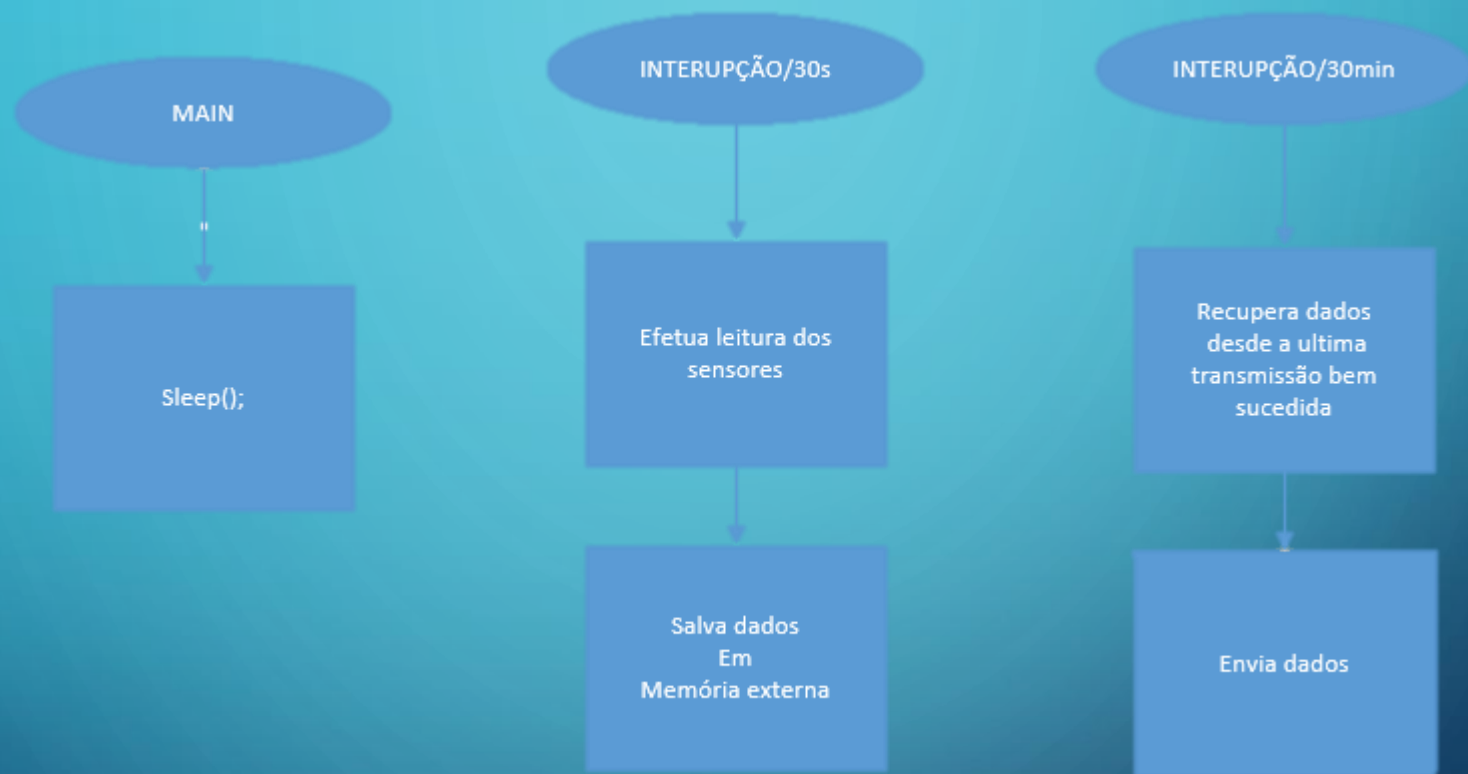 MAIN
"
Sleep();
INTERUPÇÃO/30s
Efetua leitura dos
sensores
Salva dados
Em
Memória externa
INTERUPÇÃO/30min
Recupera dados
desde a ultima
transmissão bem
sucedida
Envia dados